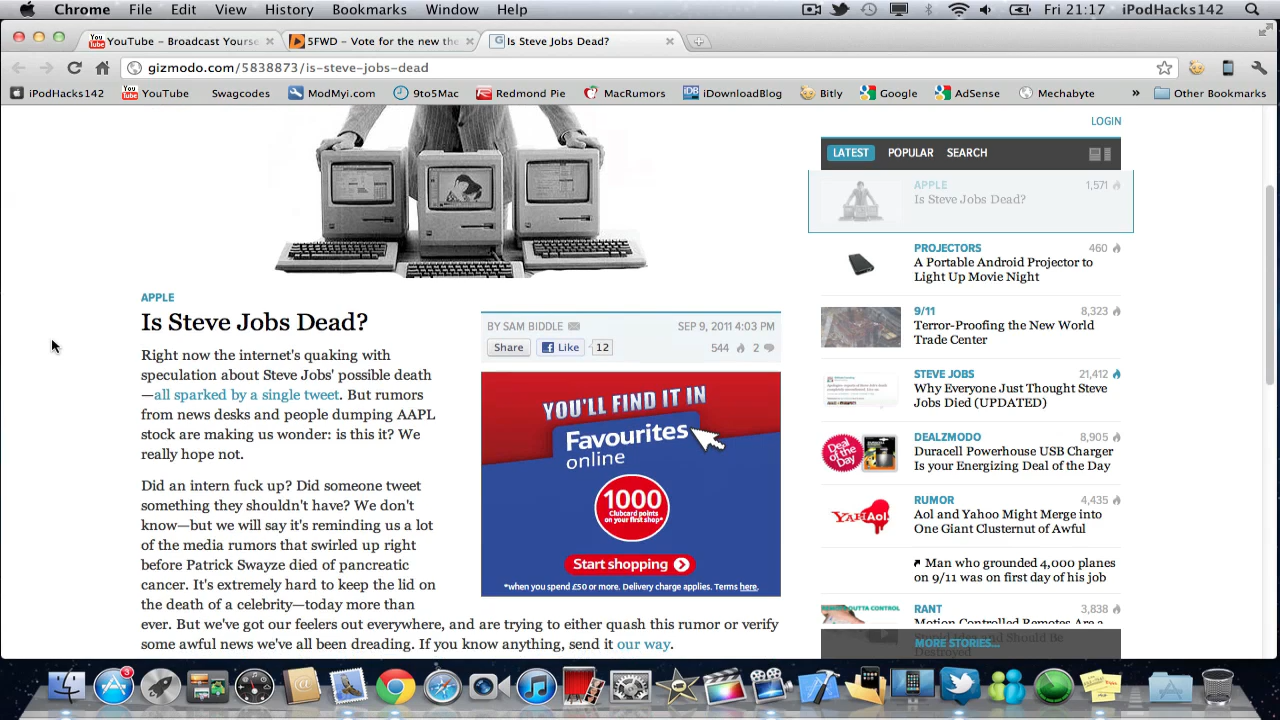 Chrome File Edit View History Bookmarks Window Help Fri 21:17 iPodHacks142
YouTube - Broadcast Yourse
5FWD - Vote for the new the
Is Steve Jobs Dead?
gizmodo.com/5838873/is-steve-jobs-dead
iPodHacks142 YouTube Swagcodes ModMyi.com 9to5Mac Redmond Pie MacRumors iDownloadBlog Bitly Google AdSense Mechabyte » Other Bookmarks
LOGIN
LATEST POPULAR SEARCH
APPLE 1,571
Is Steve Jobs Dead?
PROJECTORS 460
A Portable Android Projector to
Light Up Movie Night
9/11 8,323
Terror-Proofing the New World
Trade Center
STEVE JOBS 21,412
Why Everyone Just Thought Steve
Jobs Died (UPDATED)
DEALZMODO 8,905
Deal of the Day
Duracell Powerhouse USB Charger
Is your Energizing Deal of the Day
RUMOR 4,435
YAHAOL
Aol and Yahoo Might Merge into
One Giant Clusternut of Awful
Man who grounded 4,000 planes
on 9/11 was on first day of his job
RANT 3,838
OUTTA CONTROL
Motion Controlled Remotes Are a
Stupid Idea and Should Be
Destroyed
MORE STORIES...
APPLE
Is Steve Jobs Dead?
BY SAM BIDDLE SEP 9, 2011 4:03 PM
Share Like 12 544 2
Right now the internet's quaking with
speculation about Steve Jobs' possible death
—all sparked by a single tweet. But rumors
from news desks and people dumping AAPL
stock are making us wonder: is this it? We
really hope not.
Did an intern fuck up? Did someone tweet
something they shouldn't have? We don't
know—but we will say it's reminding us a lot
of the media rumors that swirled up right
before Patrick Swayze died of pancreatic
cancer. It's extremely hard to keep the lid on
the death of a celebrity—today more than
ever. But we've got our feelers out everywhere, and are trying to either quash this rumor or verify
some awful news we've all been dreading. If you know anything, send it our way.
YOU'LL FIND IT IN
Favourites
online
1000
Clubcard points
on your first shop*
Start shopping
*when you spend £50 or more. Delivery charge applies. Terms here.
3